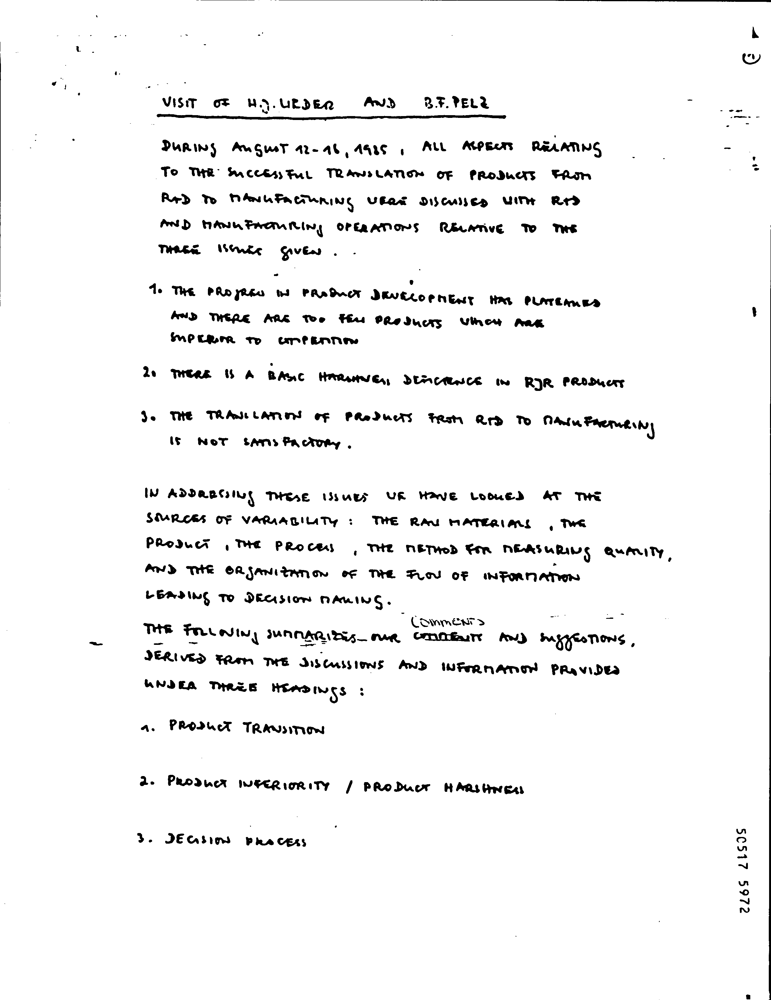 1
VISIT OF H.J. LIEDER AND B.F. PELZ
DURING AUGUST 12-16, 1985, ALL ASPECTS RELATING
TO THE SUCCESSFUL TRANSLATION OF PRODUCTS FROM
R+D TO MANUFACTURING WERE DISCUSSED WITH R+D
AND MANUFACTURING OPERATIONS RELATIVE TO THE
THREE ISSUES GIVEN . .
1. THE PROGRESS IN PRODUCT DEVELOPMENT HAS PLATEAUED
AND THERE ARE TOO FEW PRODUCTS WHICH ARE
SUPERIOR TO COMPETITION
2. THERE IS A BASIC HARSHNESS DEFICIENCE IN RJR PRODUCTS
3. THE TRANSLATION OF PRODUCTS FROM R+D TO MANUFACTURING
IS NOT SATISFACTORY.
IN ADDRESSING THESE ISSUES WE HAVE LOOKED AT THE
SOURCES OF VARIABILITY : THE RAW MATERIALS , THE
PRODUCT , THE PROCESS , THE METHOD FOR MEASURING QUALITY,
AND THE ORGANIZATION OF THE FLOW OF INFORMATION
LEADING TO DECISION MAKING.
COMMENTS
THE FOLLOWING SUMMARIZES OUR AND SUGGESTIONS,
DERIVED FROM THE DISCUSSIONS AND INFORMATION PROVIDED
UNDER THREE HEADINGS :
1. PRODUCT TRANSITION
2. PRODUCT INFERIORITY / PRODUCT HARSHNESS
3. DECISION PROCESS
50517 5972